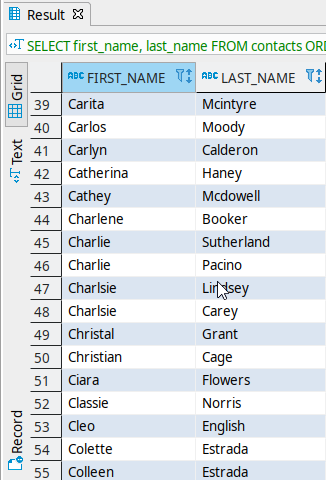 Result
SELECT first_name, last_name FROM contacts
Grid
Text
Record
ABC FIRST_NAME ABC LAST_NAME
39 Carita Mcintyre
40 Carlos Moody
41 Carlyn Calderon
42 Catherina Haney
43 Cathey Mcdowell
44 Charlene Booker
45 Charlie Sutherland
46 Charlie Pacino
47 Charlsie Lindsey
48 Charlsie Carey
49 Christal Grant
50 Christian Cage
51 Ciara Flowers
52 Classie Norris
53 Cleo English
54 Colette Estrada
55 Colleen Estrada